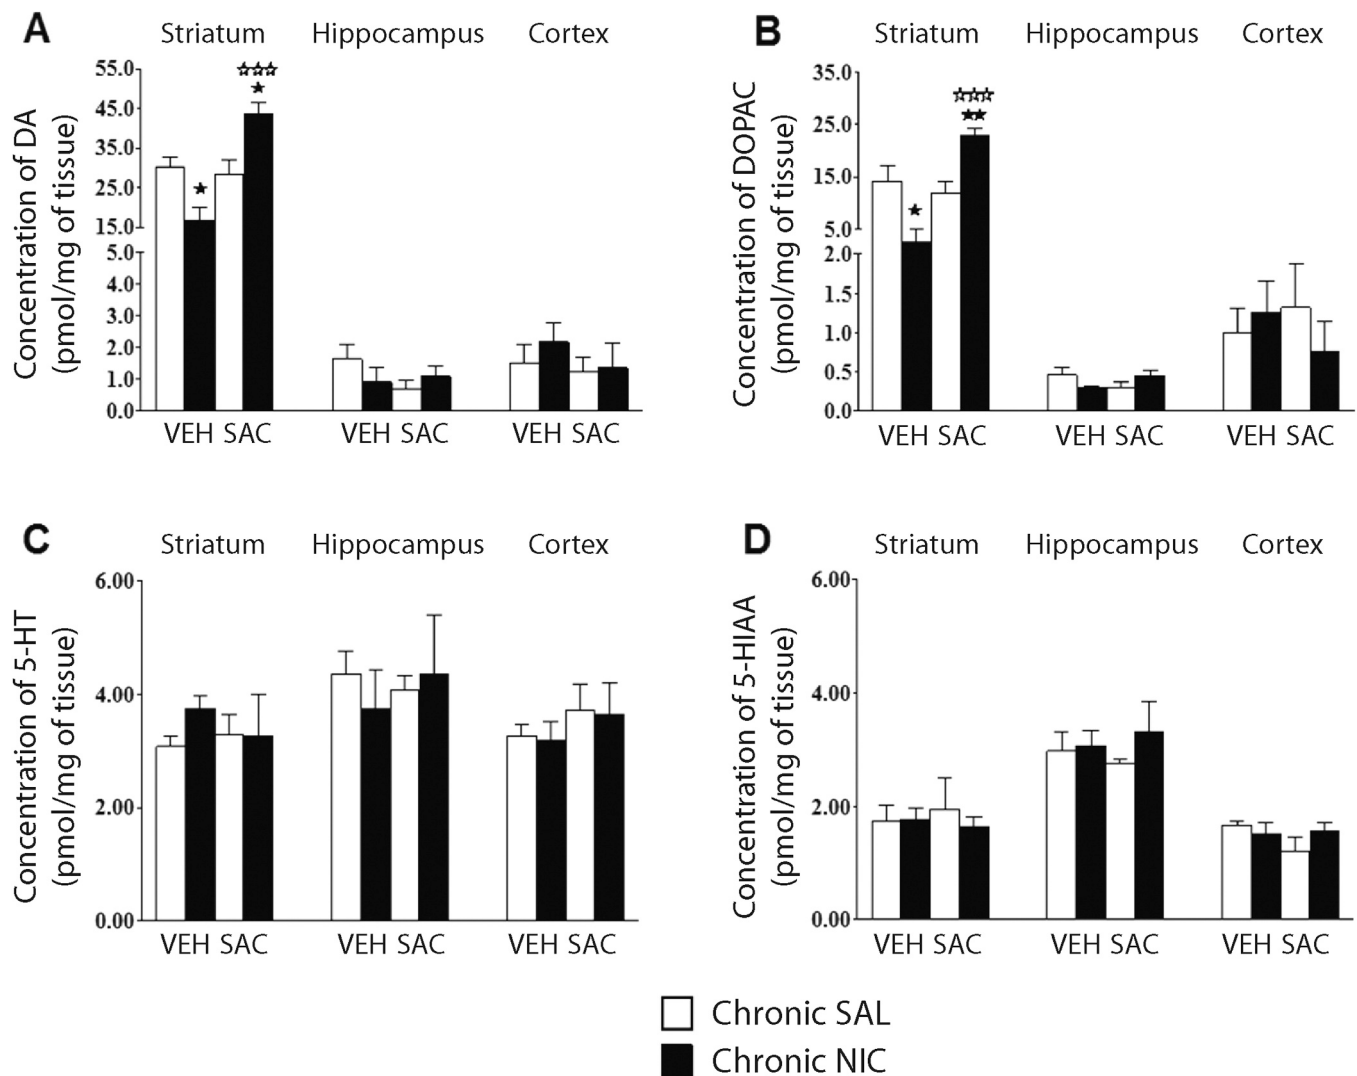 A
Striatum Hippocampus Cortex
Concentration of DA
(pmol/mg of tissue)
55.0
45.0
35.0
25.0
15.0
5.0
4.0
3.0
2.0
1.0
0.0
VEH SAC VEH SAC VEH SAC
B
Striatum Hippocampus Cortex
Concentration of DOPAC
(pmol/mg of tissue)
35.0
25.0
15.0
5.0
2.0
1.5
1.0
0.5
0.0
VEH SAC VEH SAC VEH SAC
C
Striatum Hippocampus Cortex
Concentration of 5-HT
(pmol/mg of tissue)
6.00
4.00
2.00
0.00
VEH SAC VEH SAC VEH SAC
D
Striatum Hippocampus Cortex
Concentration of 5-HIAA
(pmol/mg of tissue)
6.00
4.00
2.00
0.00
VEH SAC VEH SAC VEH SAC
Chronic SAL
Chronic NIC